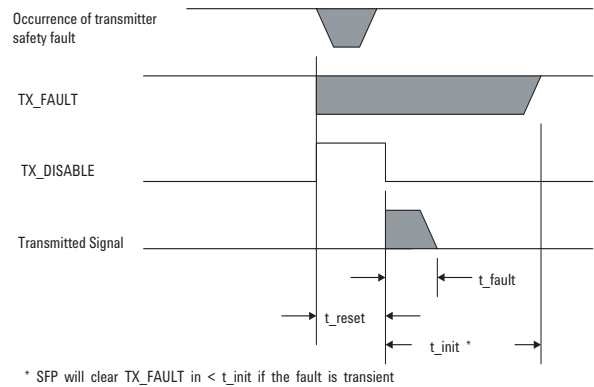 Occurrence of transmitter
safety fault
TX_FAULT
TX_DISABLE
Transmitted Signal
t_fault
t_reset
t_init *
* SFP will clear TX_FAULT in < t_init if the fault is transient